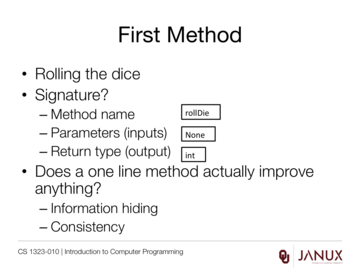 First Method
• Rolling the dice
• Signature?
– Method name rollDie
– Parameters (inputs) None
– Return type (output) int
• Does a one line method actually improve
anything?
– Information hiding
– Consistency
CS 1323-010 | Introduction to Computer Programming
JANUX